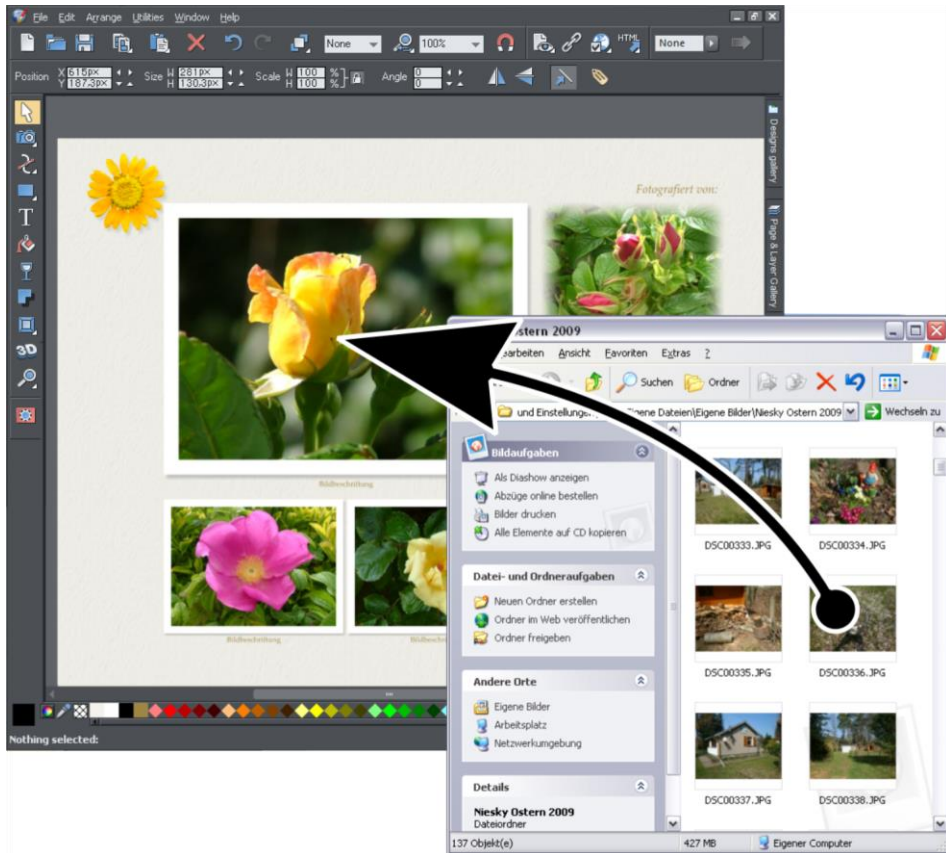 File Edit Arrange Utilities Window Help
None 100% HTML None
Position X 615px Y 187.3px Size W 281px H 130.3px Scale W 100 % H 100 % Angle 0 0
T
3D
Designs gallery
Page & Layer Gallery
Fotografiert von:
Bildbeschriftung
Bildbeschriftung
Nothing selected:
Ostern 2009
Ansicht Favoriten Extras ?
Suchen Ordner
und Einstellungen
Dateien\Eigene Bilder\Niesky Ostern 2009 Wechseln zu
Bildaufgaben
Als Diashow anzeigen
Abzüge online bestellen
Bilder drucken
Alle Elemente auf CD kopieren
Datei- und Ordneraufgaben
Neuen Ordner erstellen
Ordner im Web veröffentlichen
Ordner freigeben
Andere Orte
Eigene Bilder
Arbeitsplatz
Netzwerkumgebung
Details
Niesky Ostern 2009
Dateiordner
DSC00333.JPG DSC00334.JPG
DSC00335.JPG DSC00336.JPG
DSC00337.JPG DSC00338.JPG
137 Objekt(e) 427 MB Eigener Computer